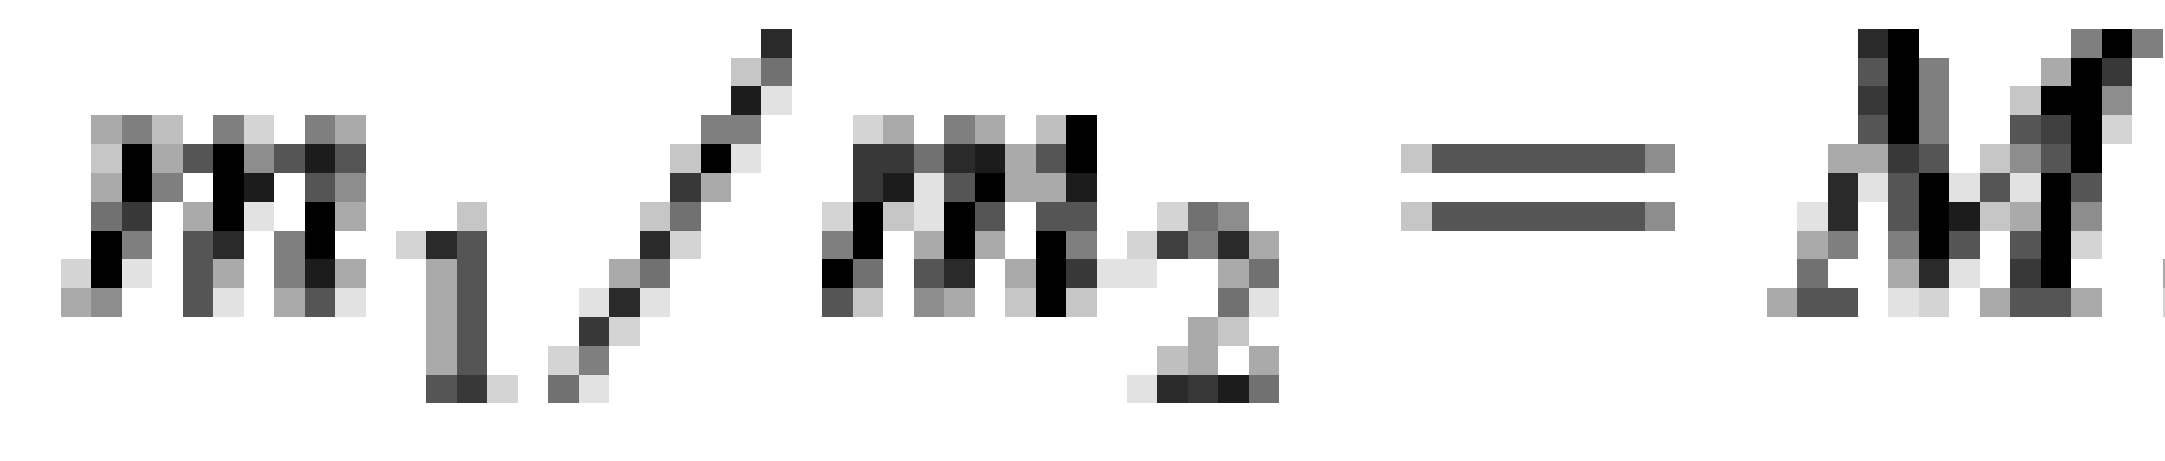 m₁/m₂ = M